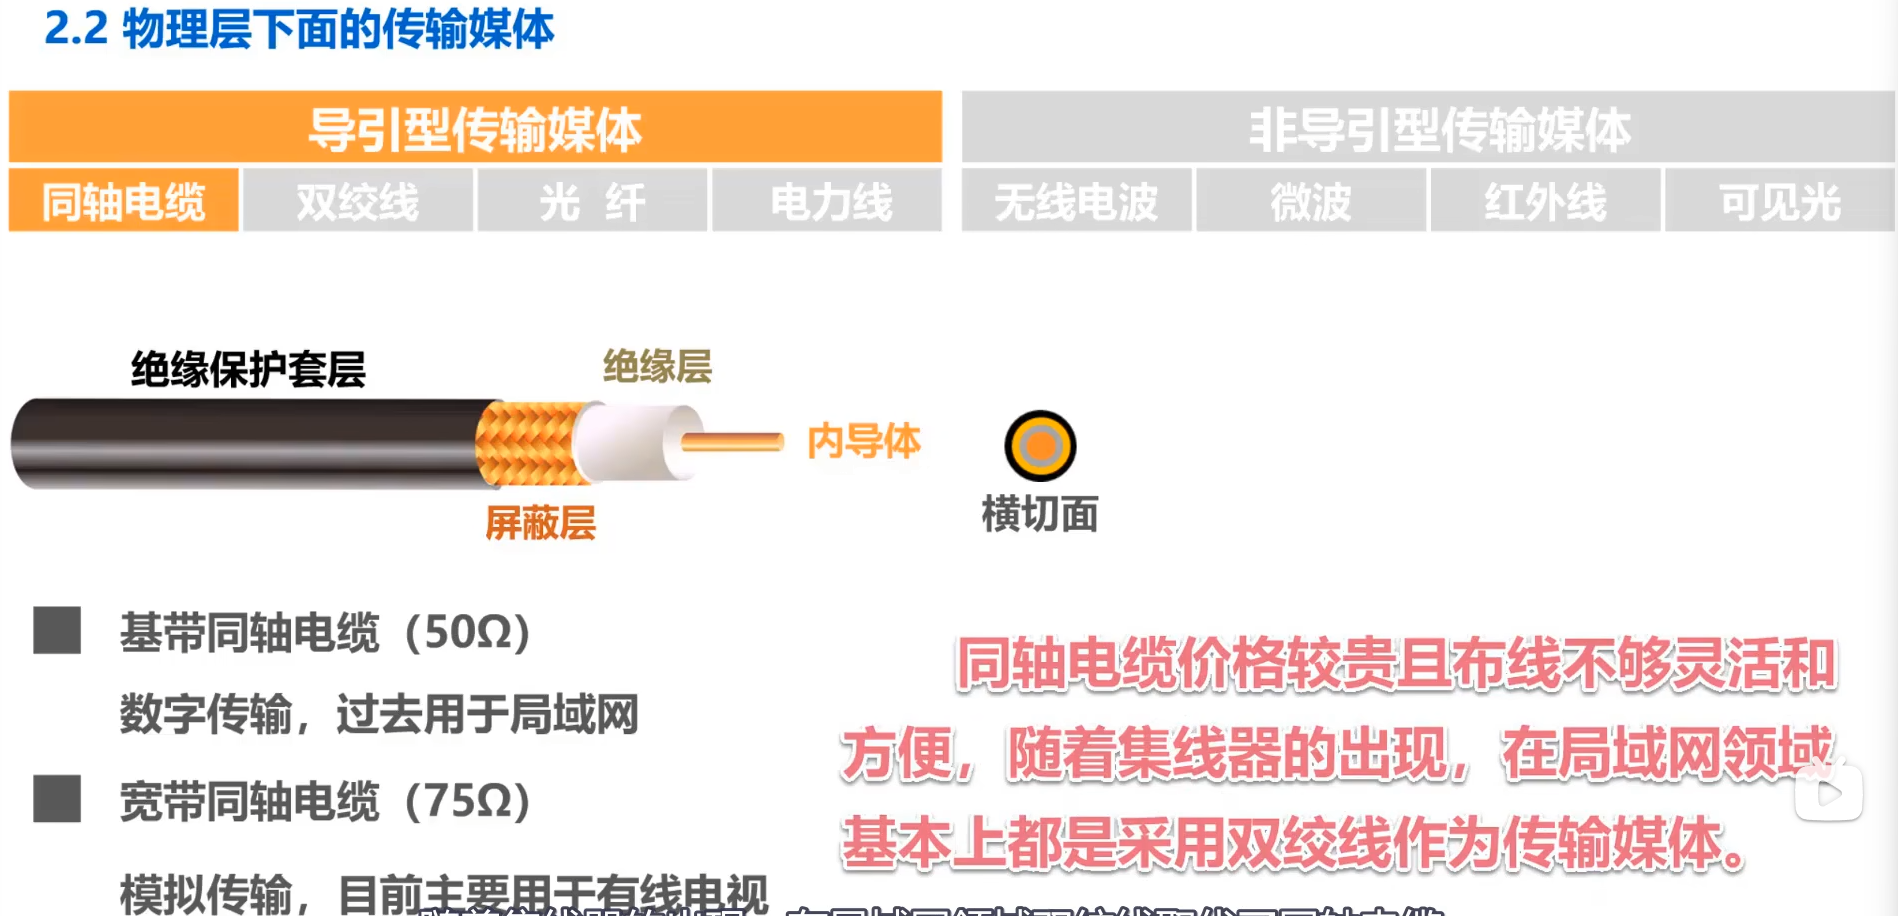 2.2 物理层下面的传输媒体
导引型传输媒体
非导引型传输媒体
同轴电缆
双绞线
光 纤
电力线
无线电波
微波
红外线
可见光
绝缘保护套层
绝缘层
内导体
屏蔽层
横切面
基带同轴电缆（50Ω）
数字传输，过去用于局域网
宽带同轴电缆（75Ω）
模拟传输，目前主要用于有线电视
同轴电缆价格较贵且布线不够灵活和
方便，随着集线器的出现，在局域网领域
基本上都是采用双绞线作为传输媒体。